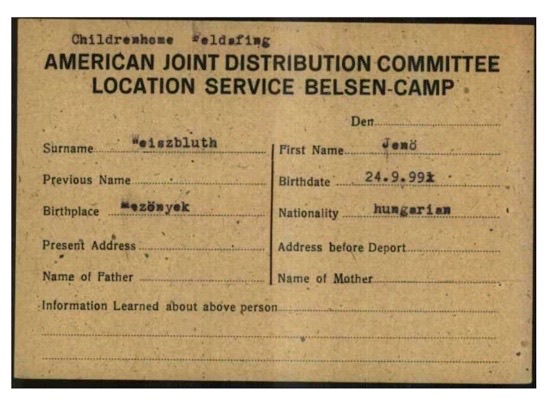 Childrenhome Feldafing
AMERICAN JOINT DISTRIBUTION COMMITTEE
LOCATION SERVICE BELSEN-CAMP
Den
Surname Weiszbluth
First Name Jenö
Previous Name
Birthdate 24.9.
Birthplace Mezönyek
Nationality hungarian
Present Address
Address before Deport.
Name of Father
Name of Mother
Information Learned about above person